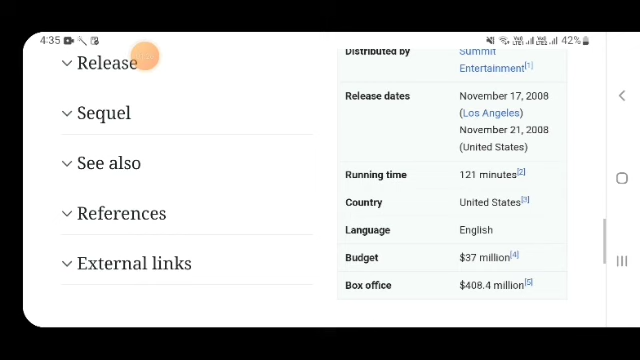 4:35
42%
Release
Sequel
See also
References
External links
Distributed by Summit
Entertainment[1]
Release dates November 17, 2008
(Los Angeles)
November 21, 2008
(United States)
Running time 121 minutes[2]
Country United States[3]
Language English
Budget $37 million[4]
Box office $408.4 million[5]